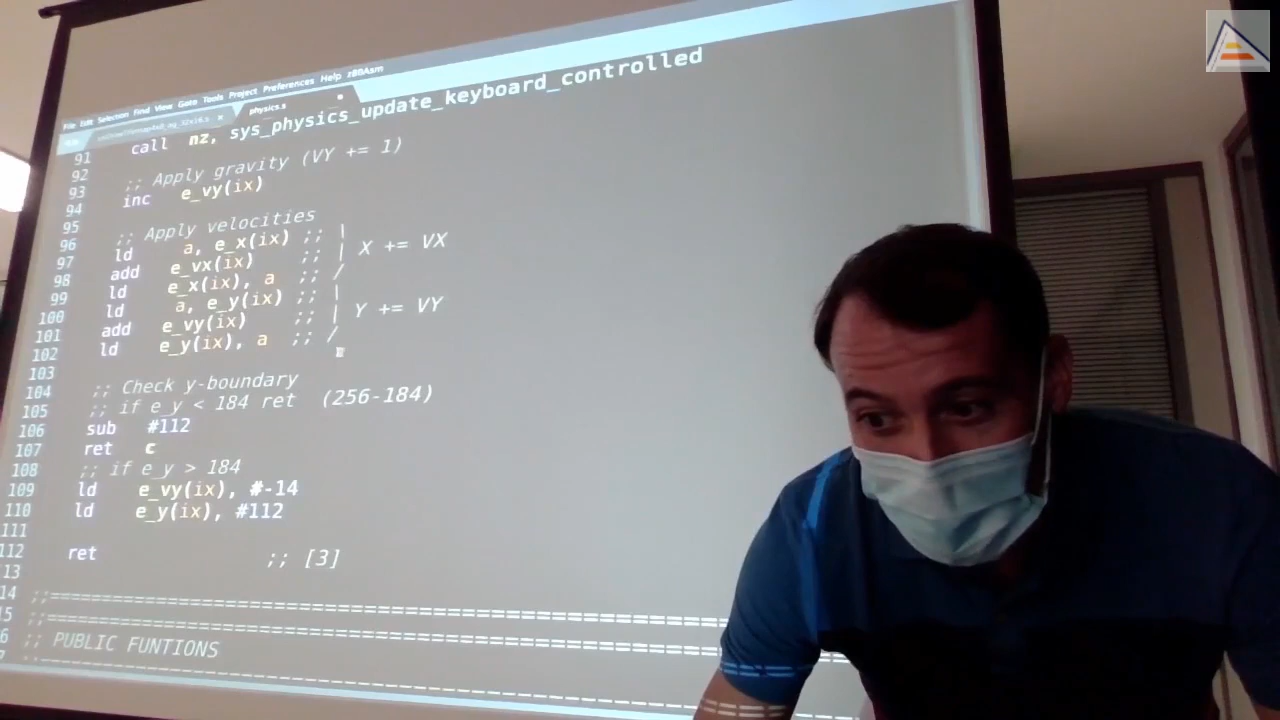 File Edit Selection Find View Goto Tools Project Preferences Help z80Asm
physics.s
91 call nz, sys_physics_update_keyboard_controlled
92
93 ;; Apply gravity (VY += 1)
94 inc e_vy(ix)
95
96 ;; Apply velocities
97 ld a, e_x(ix) ;; \
98 add e_vx(ix) ;; | X += VX
99 ld e_x(ix), a ;; /
100 ld a, e_y(ix) ;; \
101 add e_vy(ix) ;; | Y += VY
102 ld e_y(ix), a ;; /
103
104 ;; Check y-boundary
105 ;; if e_y < 184 ret (256-184)
106 sub #112
107 ret c
108 ;; if e_y > 184
109 ld e_vy(ix), #-14
110 ld e_y(ix), #112
111
112 ret ;; [3]
13
14 ;;==================================================
15 ;;==================================================
6 ;; PUBLIC FUNTIONS
7 ;;--------------------------------------------------